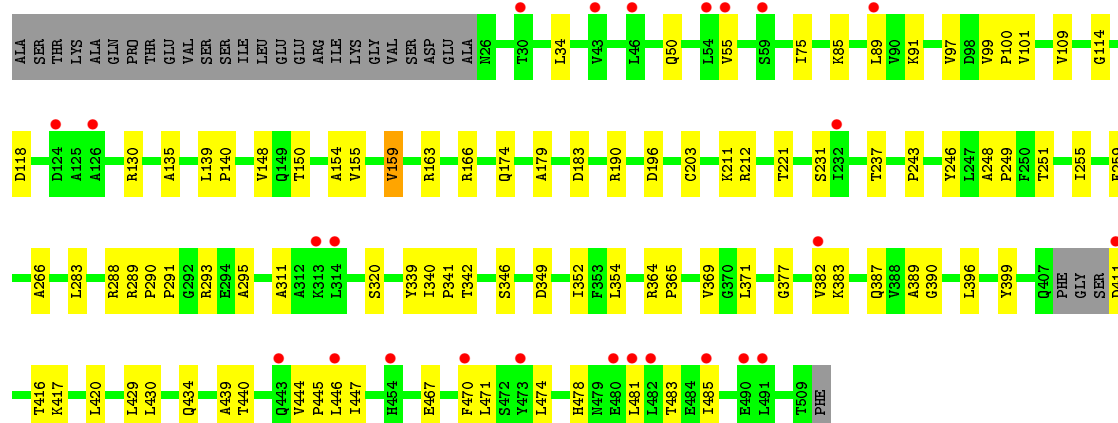 ALA SER THR LYS ALA GLN PRO THR GLU VAL SER SER ILE LEU GLU GLU ARG ILE LYS GLY VAL SER ASP GLU ALA N26 T30 L34 V43 L46 Q50 L54 V55 S59 I75 K85 L89 V90 K91 V97 D98 V99 P100 V101 V109 G114
D118 D124 A125 A126 R130 A135 L139 P140 V148 Q149 T150 A154 V155 V159 R163 R166 Q174 A179 D183 R190 D196 C203 K211 R212 T221 S231 I232 T237 P243 Y246 L247 A248 P249 F250 T251 I255 E259
A266 L283 R288 R289 P290 P291 G292 R293 E294 A295 A311 A312 K313 L314 S320 Y339 I340 P341 T342 S346 D349 I352 F353 L354 R364 P365 V369 G370 L371 G377 V382 K383 Q387 V388 A389 G390 L396 Y399 Q407 PHE GLY SER D411
T416 K417 L420 L429 L430 Q434 A439 T440 Q443 V444 P445 L446 I447 H454 E467 F470 L471 S472 Y473 L474 H478 N479 E480 L481 L482 T483 E484 I485 E490 L491 T509 PHE